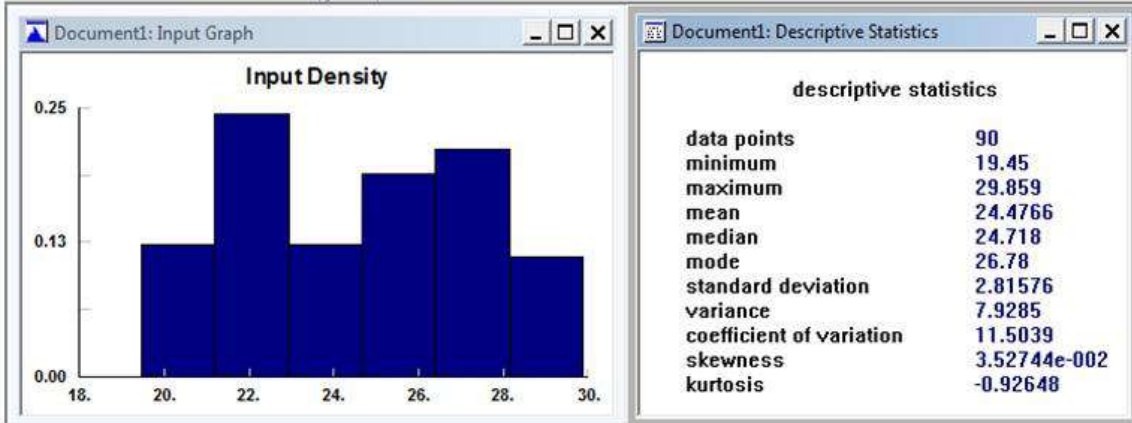 Document1: Input Graph
Input Density
0.25
0.13
0.00
18. 20. 22. 24. 26. 28. 30.
Document1: Descriptive Statistics
descriptive statistics
data points 90
minimum 19.45
maximum 29.859
mean 24.4766
median 24.718
mode 26.78
standard deviation 2.81576
variance 7.9285
coefficient of variation 11.5039
skewness 3.52744e-002
kurtosis -0.92648